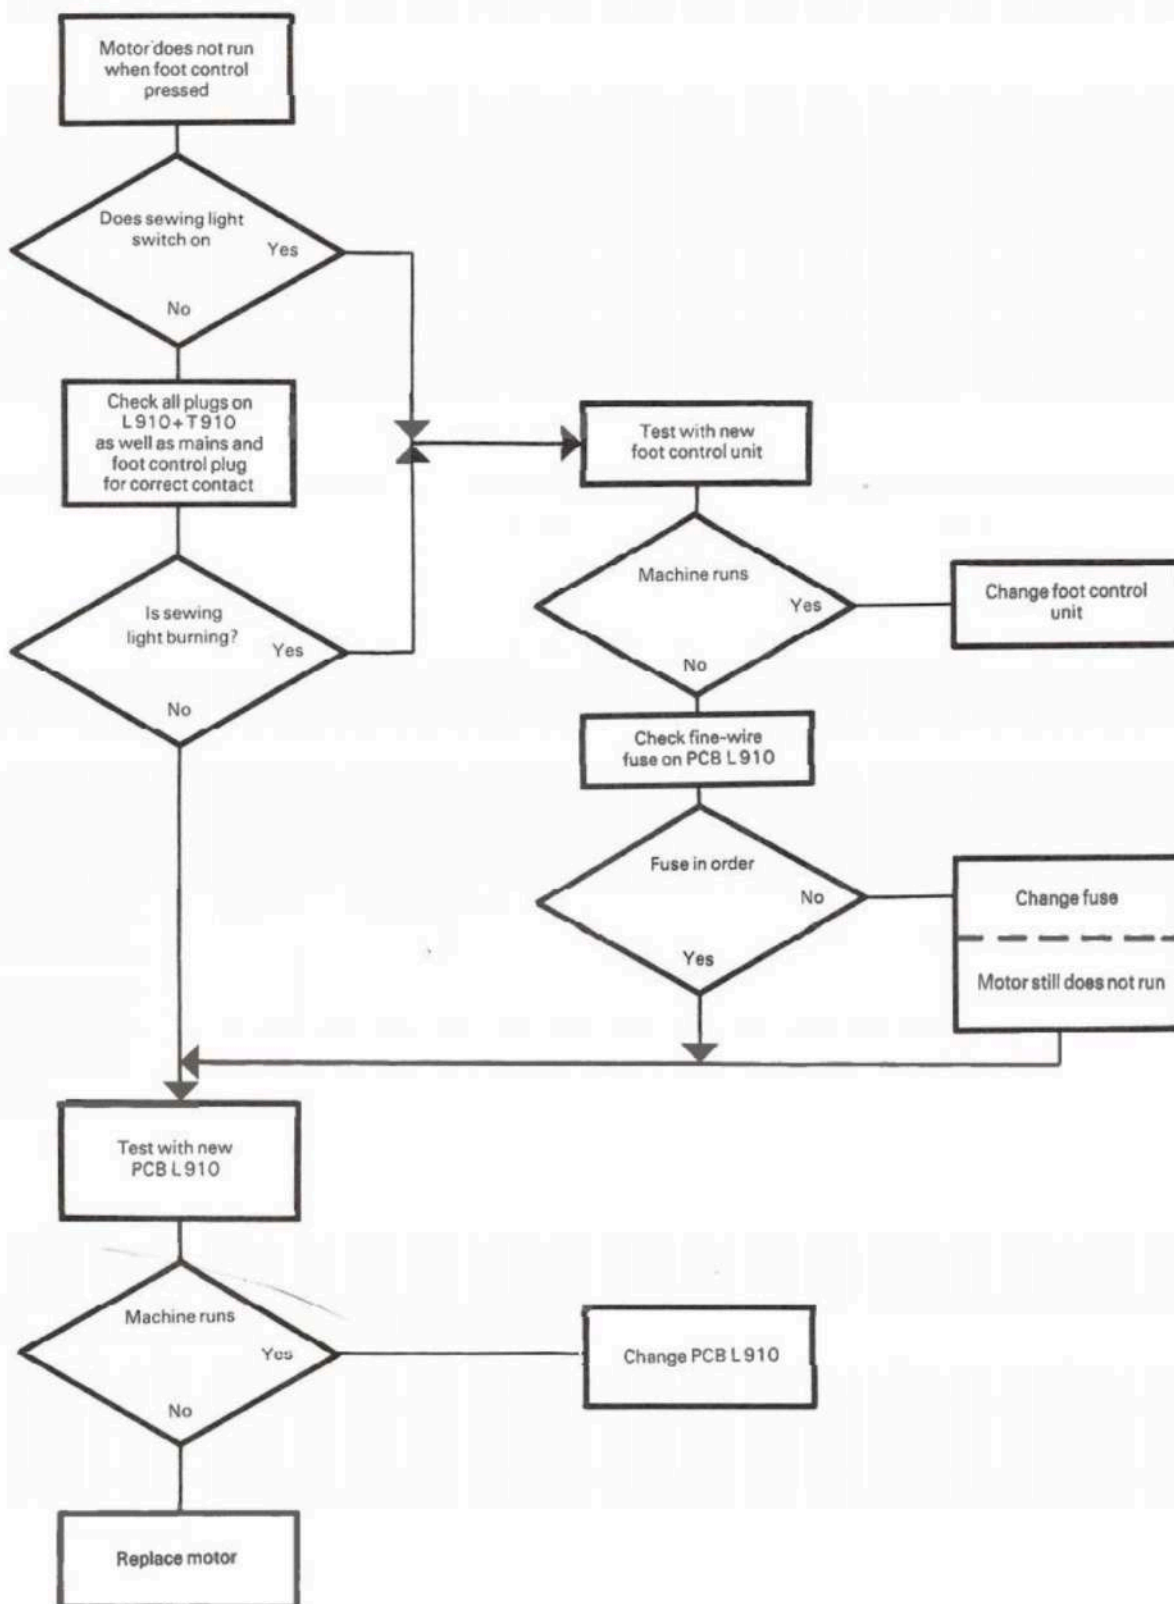 Motor does not run
when foot control
pressed
Does sewing light
switch on
Yes
No
Check all plugs on
L910+T910
as well as mains and
foot control plug
for correct contact
Is sewing
light burning?
Yes
No
Test with new
foot control unit
Machine runs
Yes
No
Change foot control
unit
Check fine-wire
fuse on PCB L910
Fuse in order
No
Yes
Change fuse
Motor still does not run
Test with new
PCB L910
Machine runs
Yes
No
Change PCB L910
Replace motor